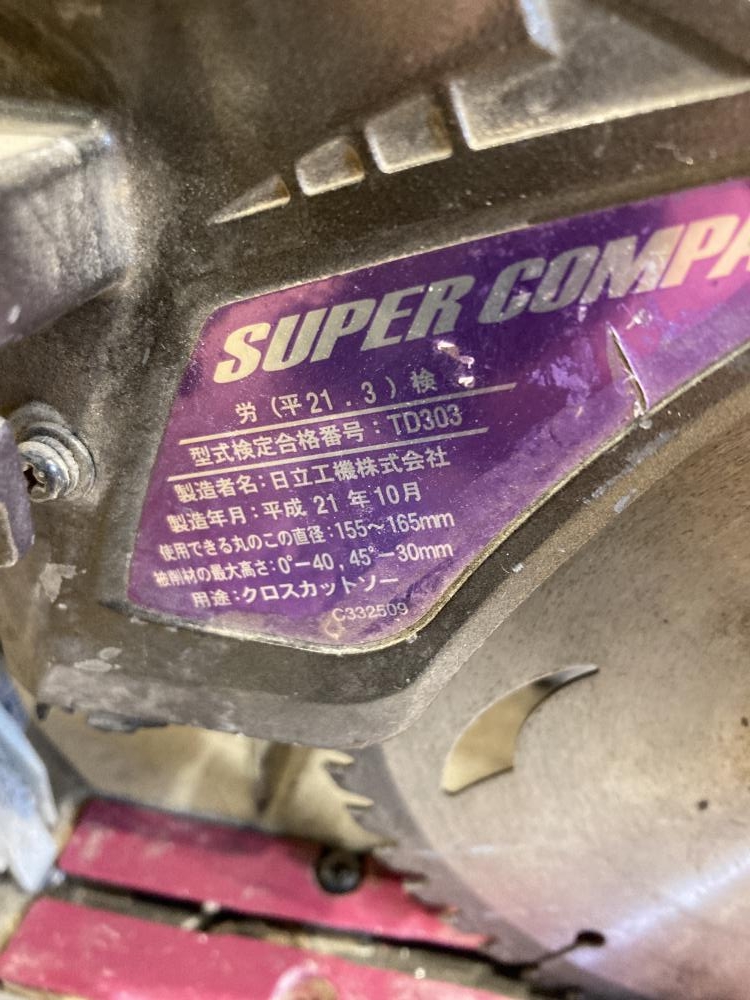 SUPER COMPA
労(平21.3)検
型式検定合格番号:TD303
製造者名:日立工機株式会社
製造年月:平成21年10月
使用できる丸のこの直径:155~165mm
被削材の最大高さ:0°-40,45°-30mm
用途:クロスカットソー
C332509